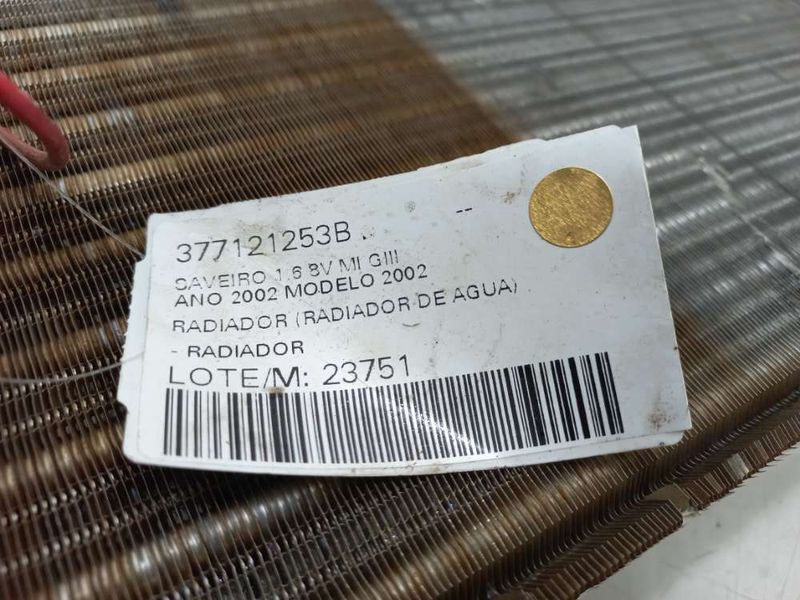 377121253B
--
SAVEIRO 1.6 8V MI GIII
ANO 2002 MODELO 2002
RADIADOR (RADIADOR DE AGUA)
- RADIADOR
LOTE/M: 23751